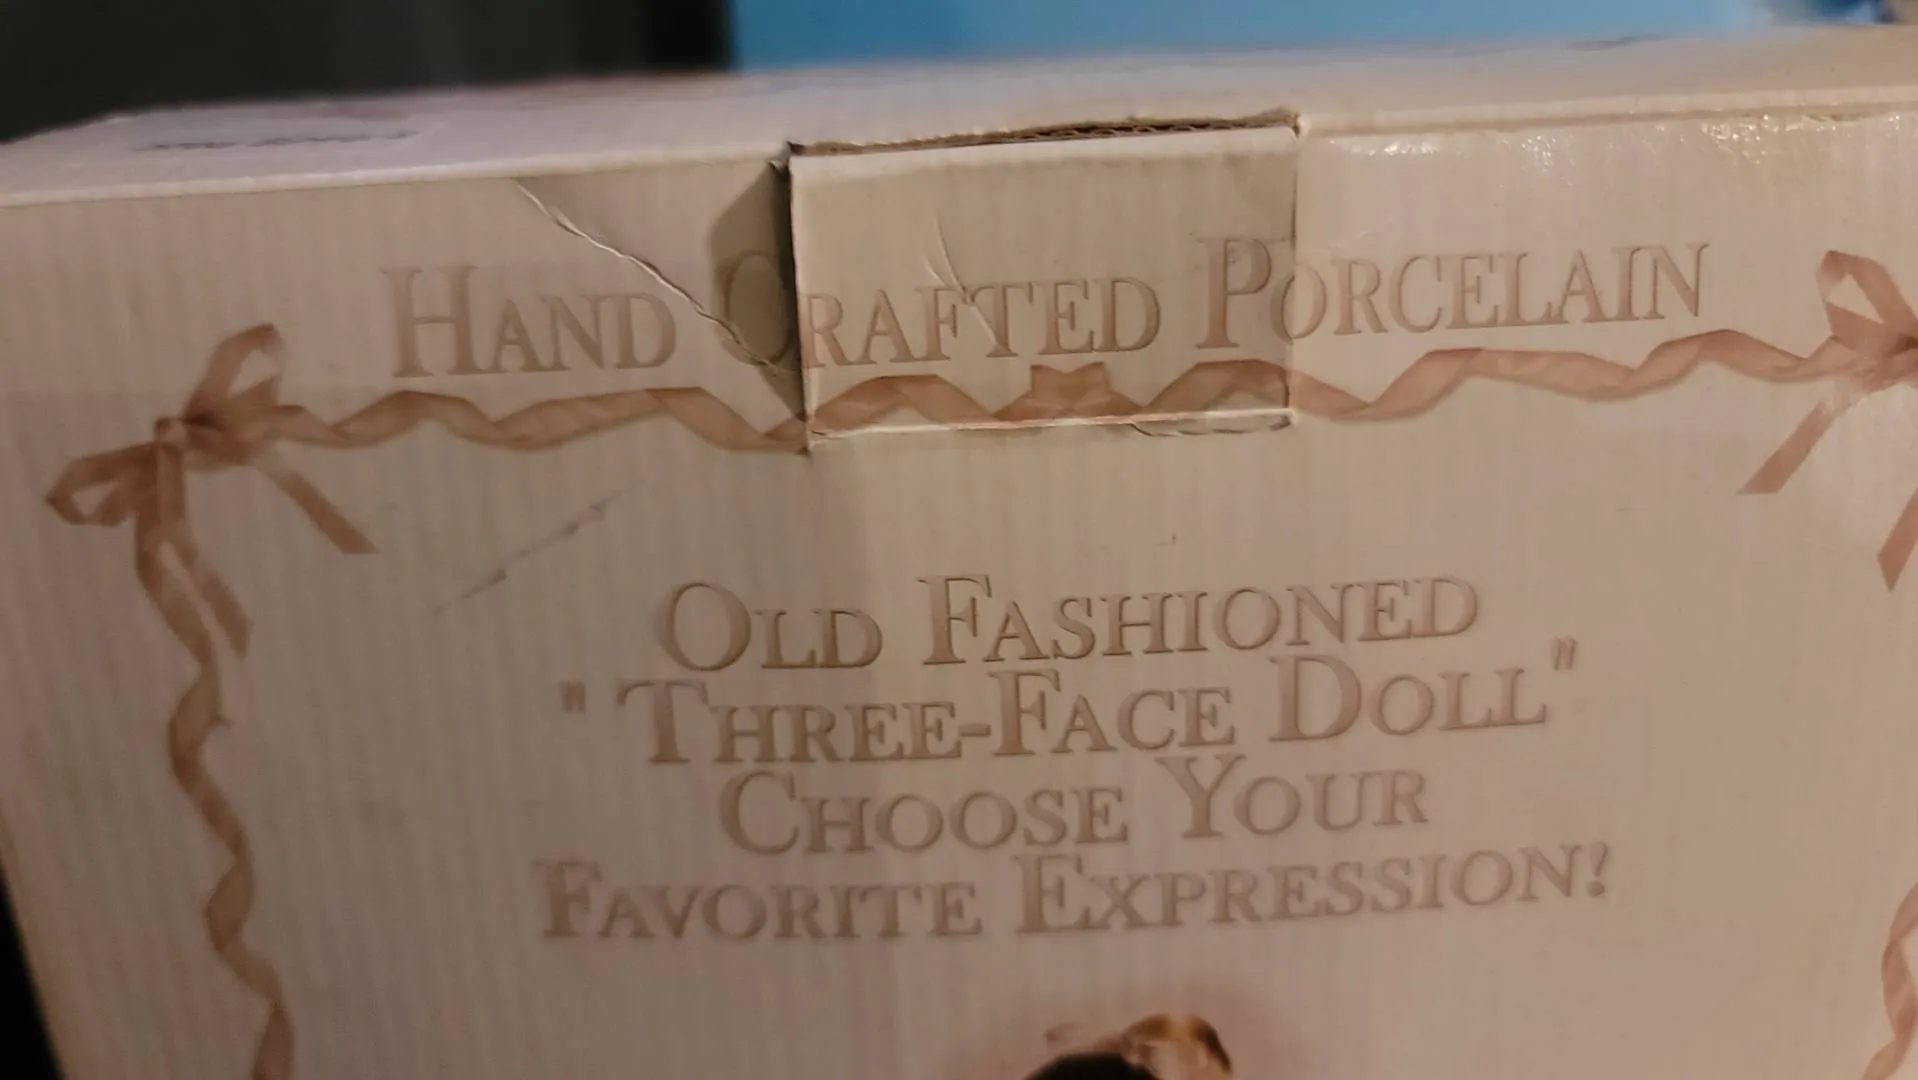 HAND CRAFTED PORCELAIN
OLD FASHIONED
"THREE-FACE DOLL"
CHOOSE YOUR
FAVORITE EXPRESSION!